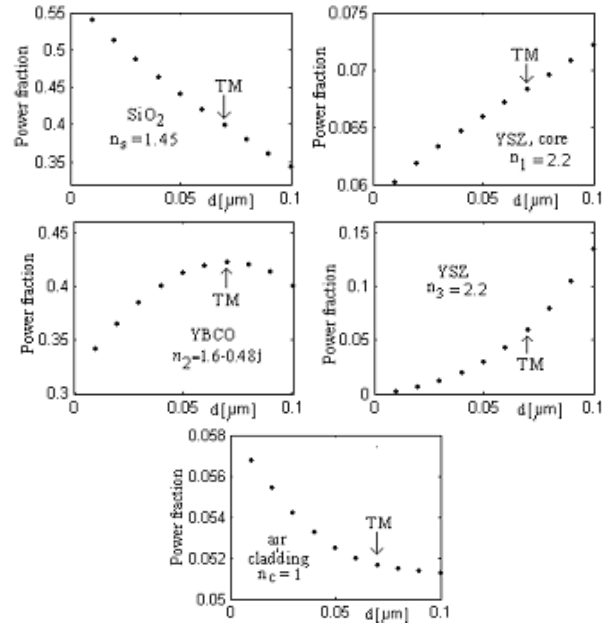 Power fraction
0.55
0.5
0.45
0.4
0.35
TM
SiO2
ns = 1.45
0
0.05
d [µm]
0.1
Power fraction
0.075
0.07
0.065
0.06
TM
YSZ, core
n1 = 2.2
0
0.05
d [µm]
0.1
Power fraction
0.45
0.4
0.35
0.3
TM
YBCO
n2=1.6-0.48j
0
0.05
d[µm]
0.1
Power fraction
0.15
0.1
0.05
0
YSZ
n3 = 2.2
TM
0
0.05
d[µm]
0.1
Power fraction
0.058
0.056
0.054
0.052
0.05
TM
air
cladding
nc = 1
0
0.05
d [µm]
0.1